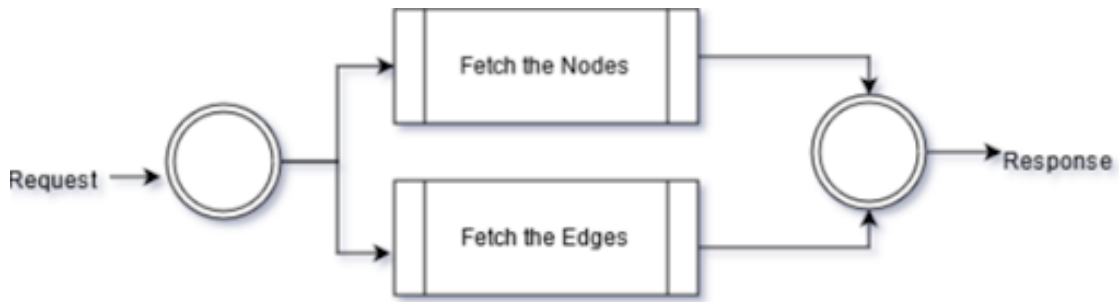 Fetch the Nodes
Request
Response
Fetch the Edges